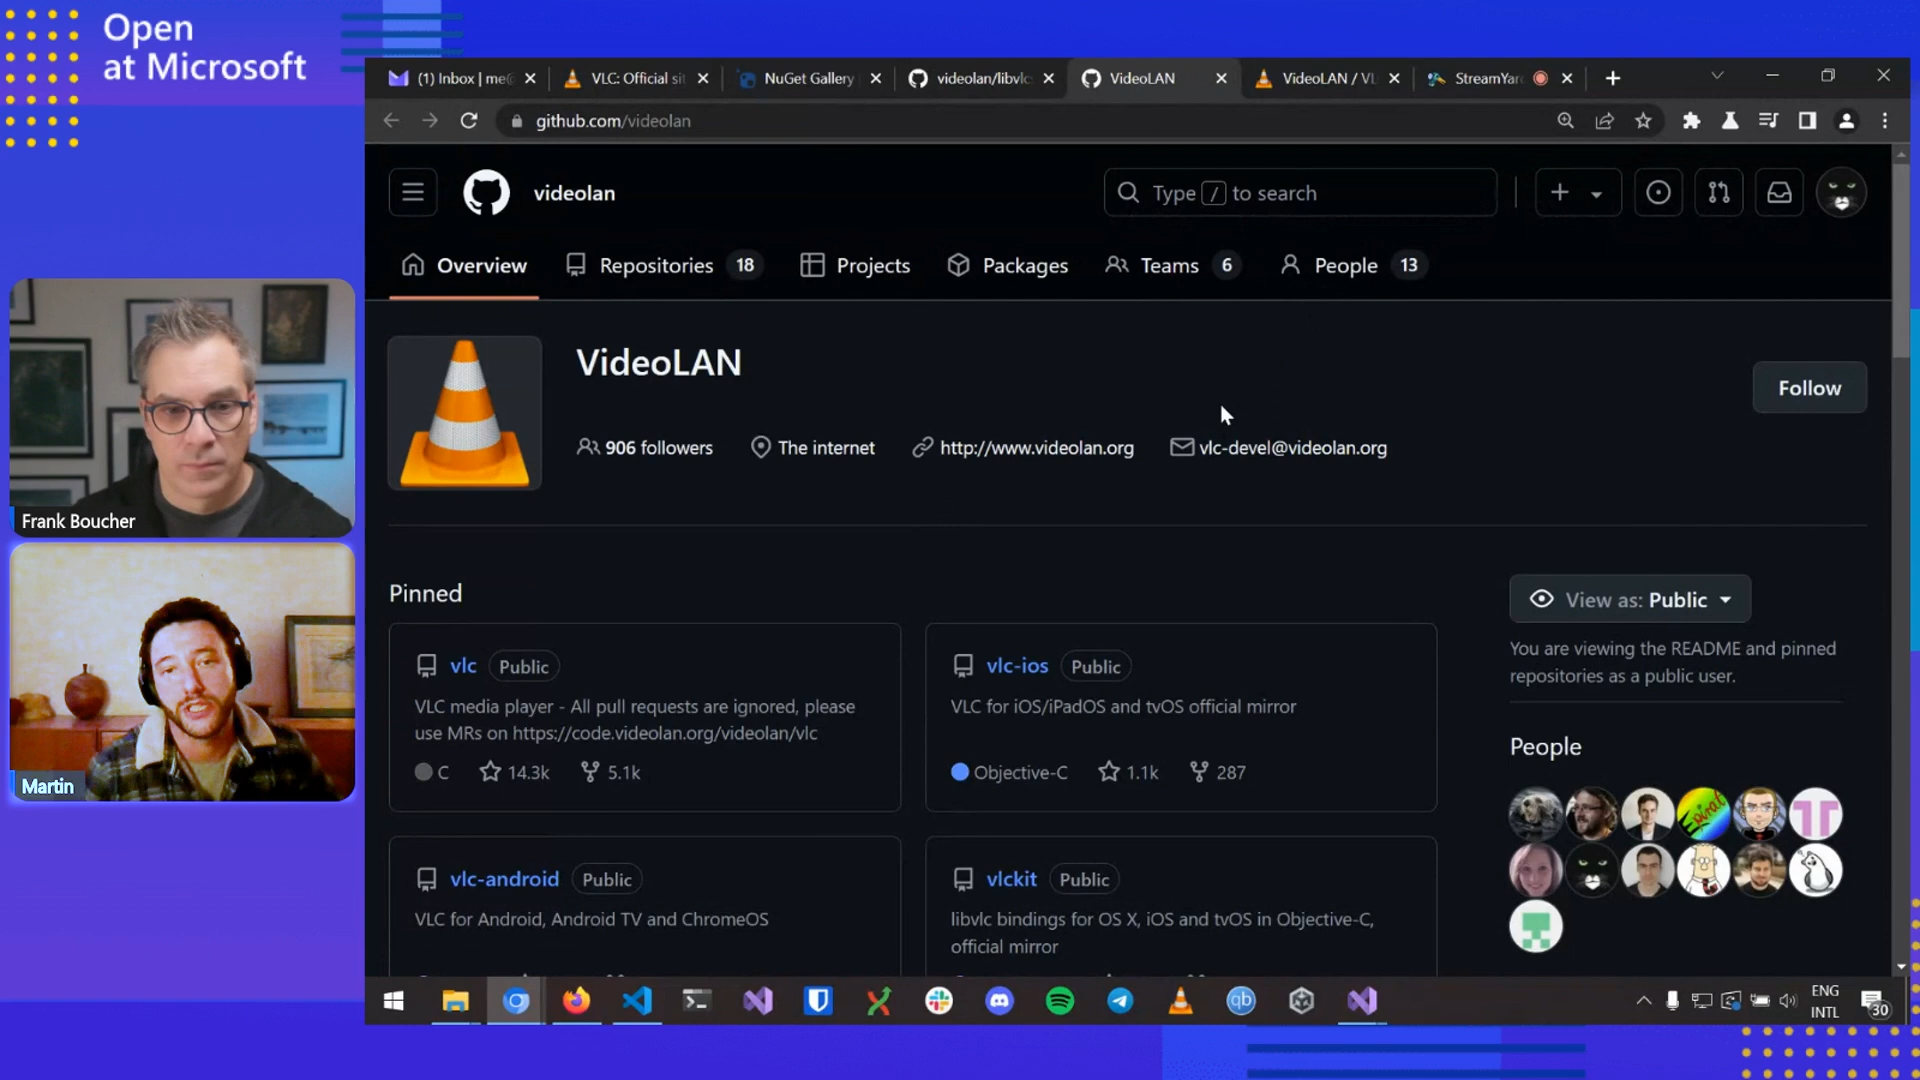 Open
at Microsoft
(1) Inbox | me@
VLC: Official sit
NuGet Gallery
videolan/libvlc
VideoLAN
VideoLAN / VL
StreamYar
github.com/videolan
videolan
Type / to search
Overview
Repositories 18
Projects
Packages
Teams 6
People 13
VideoLAN
Follow
906 followers
The internet
http://www.videolan.org
vlc-devel@videolan.org
Pinned
vlc Public
VLC media player - All pull requests are ignored, please
use MRs on https://code.videolan.org/videolan/vlc
C 14.3k 5.1k
vlc-ios Public
VLC for iOS/iPadOS and tvOS official mirror
Objective-C 1.1k 287
vlc-android Public
VLC for Android, Android TV and ChromeOS
vlckit Public
libvlc bindings for OS X, iOS and tvOS in Objective-C,
official mirror
View as: Public
You are viewing the README and pinned
repositories as a public user.
People
Epirat
Frank Boucher
Martin
qb
ENG
INTL
30